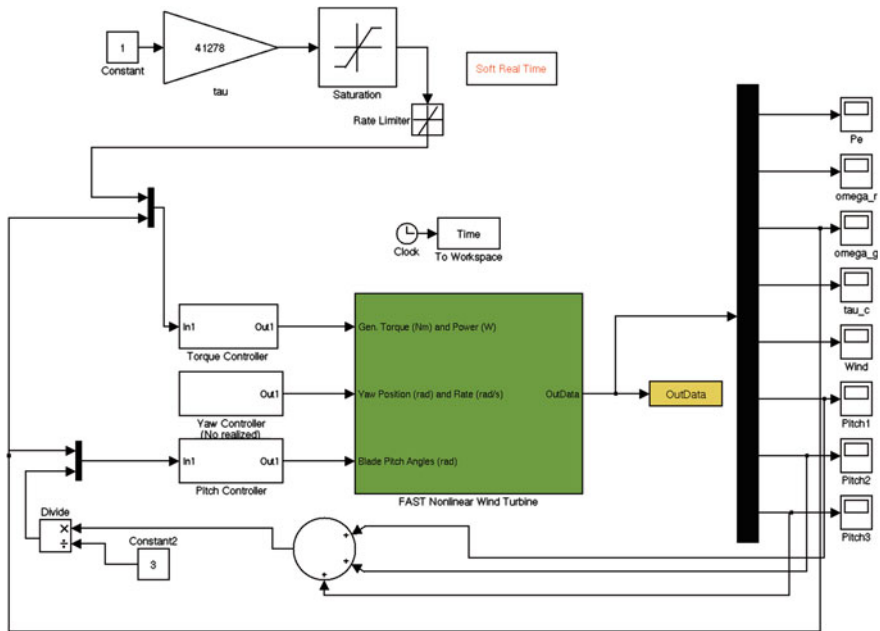 1
Constant
41278
tau
Saturation
Rate Limiter
Soft Real Time
Pe
omega_r
omega_g
tau_c
Wind
Pitch1
Pitch2
Pitch3
Clock
Time
To Workspace
In1
Out1
Torque Controller
Out1
Yaw Controller
(No realized)
In1
Out1
Pitch Controller
Gen. Torque (Nm) and Power (W)
Yaw Position (rad) and Rate (rad/s)
OutData
Blade Pitch Angles (rad)
FAST Nonlinear Wind Turbine
OutData
Divide
×
÷
Constant2
3
+
+
+